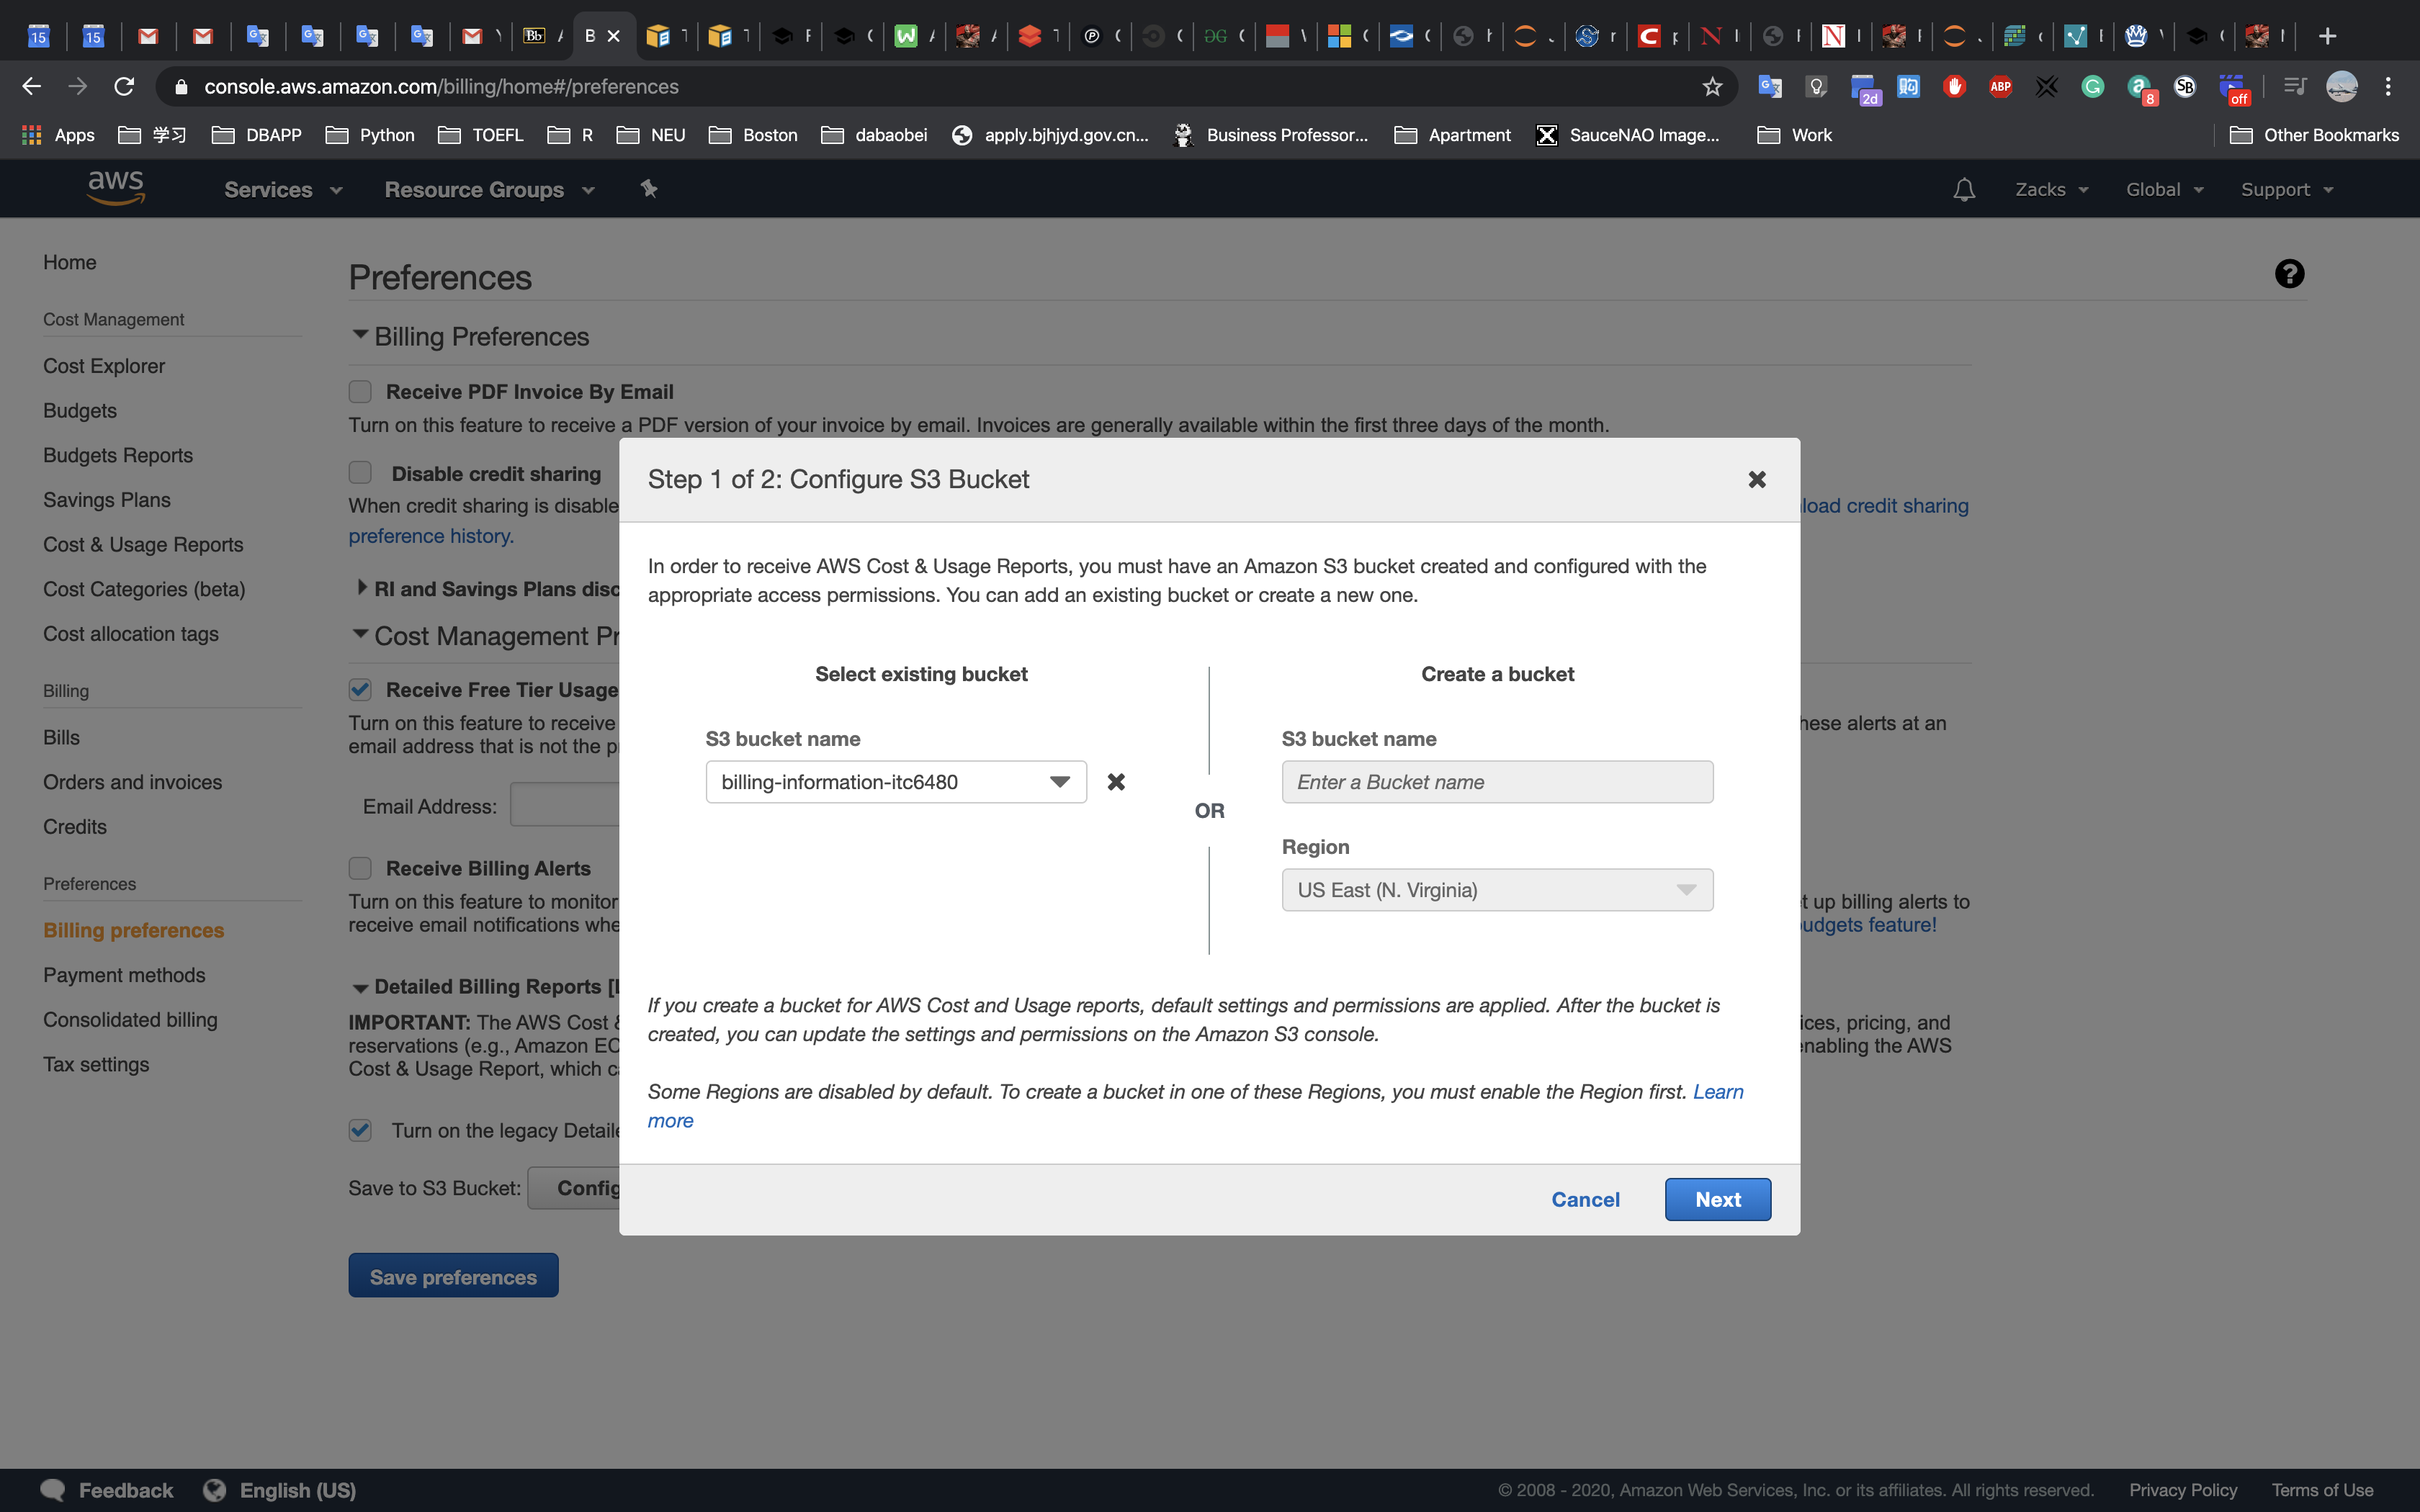 console.aws.amazon.com/billing/home#/preferences
Apps 学习 DBAPP Python TOEFL R NEU Boston dabaobei apply.bjhjyd.gov.cn... Business Professor... Apartment SauceNAO Image... Work Other Bookmarks
aws Services Resource Groups Zacks Global Support
Home
Cost Management
Cost Explorer
Budgets
Budgets Reports
Savings Plans
Cost & Usage Reports
Cost Categories (beta)
Cost allocation tags
Billing
Bills
Orders and invoices
Credits
Preferences
Billing preferences
Payment methods
Consolidated billing
Tax settings
Preferences
Billing Preferences
Receive PDF Invoice By Email
Turn on this feature to receive a PDF version of your invoice by email. Invoices are generally available within the first three days of the month.
Disable credit sharing
When credit sharing is disable load credit sharing
preference history.
RI and Savings Plans disc
Cost Management Pr
Receive Free Tier Usage
Turn on this feature to receive hese alerts at an
email address that is not the p
Email Address:
Receive Billing Alerts
Turn on this feature to monitor t up billing alerts to
receive email notifications whe udgets feature!
Detailed Billing Reports [
IMPORTANT: The AWS Cost & ices, pricing, and
reservations (e.g., Amazon EC enabling the AWS
Cost & Usage Report, which c
Turn on the legacy Detaile
Save to S3 Bucket: Config
Save preferences
Step 1 of 2: Configure S3 Bucket
In order to receive AWS Cost & Usage Reports, you must have an Amazon S3 bucket created and configured with the
appropriate access permissions. You can add an existing bucket or create a new one.
Select existing bucket
S3 bucket name
billing-information-itc6480
OR
Create a bucket
S3 bucket name
Enter a Bucket name
Region
US East (N. Virginia)
If you create a bucket for AWS Cost and Usage reports, default settings and permissions are applied. After the bucket is
created, you can update the settings and permissions on the Amazon S3 console.
Some Regions are disabled by default. To create a bucket in one of these Regions, you must enable the Region first. Learn
more
Cancel Next
Feedback English (US) © 2008 - 2020, Amazon Web Services, Inc. or its affiliates. All rights reserved. Privacy Policy Terms of Use